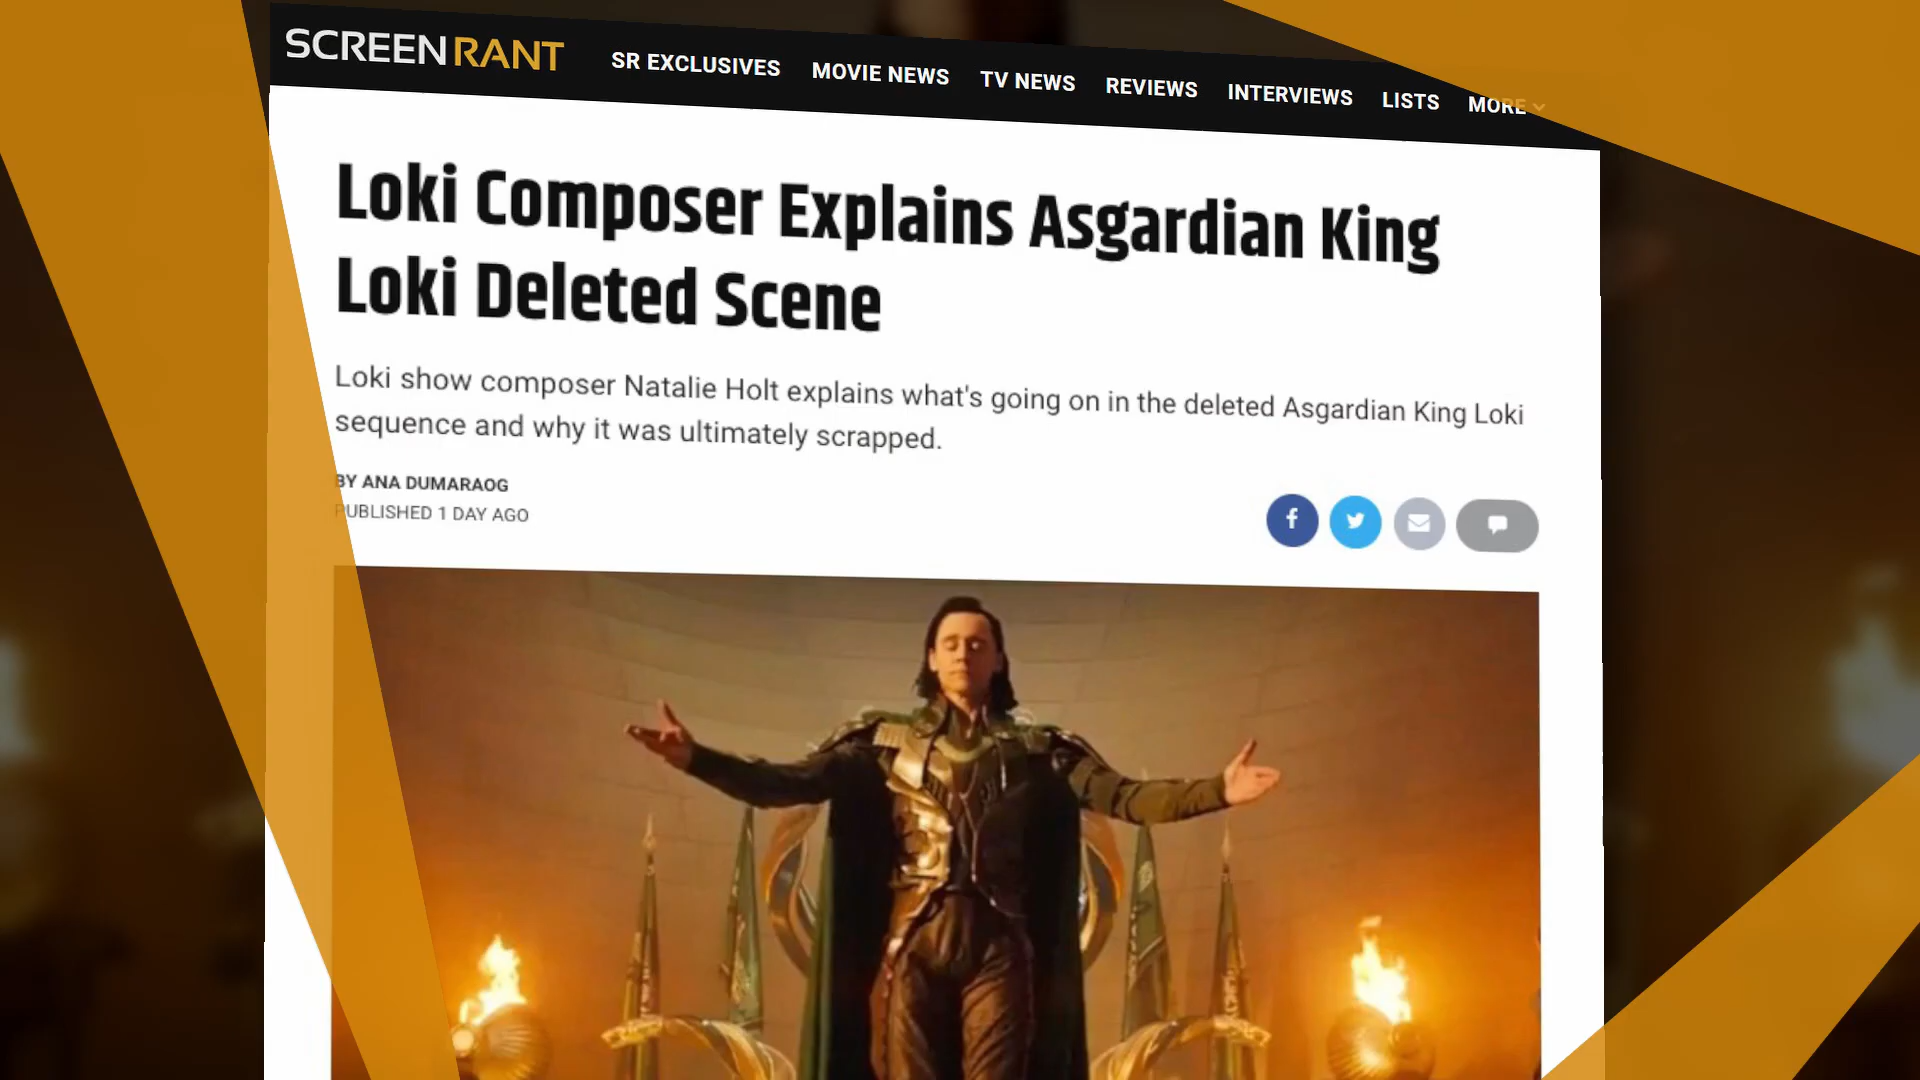 SCREENRANT SR EXCLUSIVES MOVIE NEWS TV NEWS REVIEWS INTERVIEWS LISTS MORE
Loki Composer Explains Asgardian King
Loki Deleted Scene
Loki show composer Natalie Holt explains what's going on in the deleted Asgardian King Loki
sequence and why it was ultimately scrapped.
BY ANA DUMARAOG
PUBLISHED 1 DAY AGO